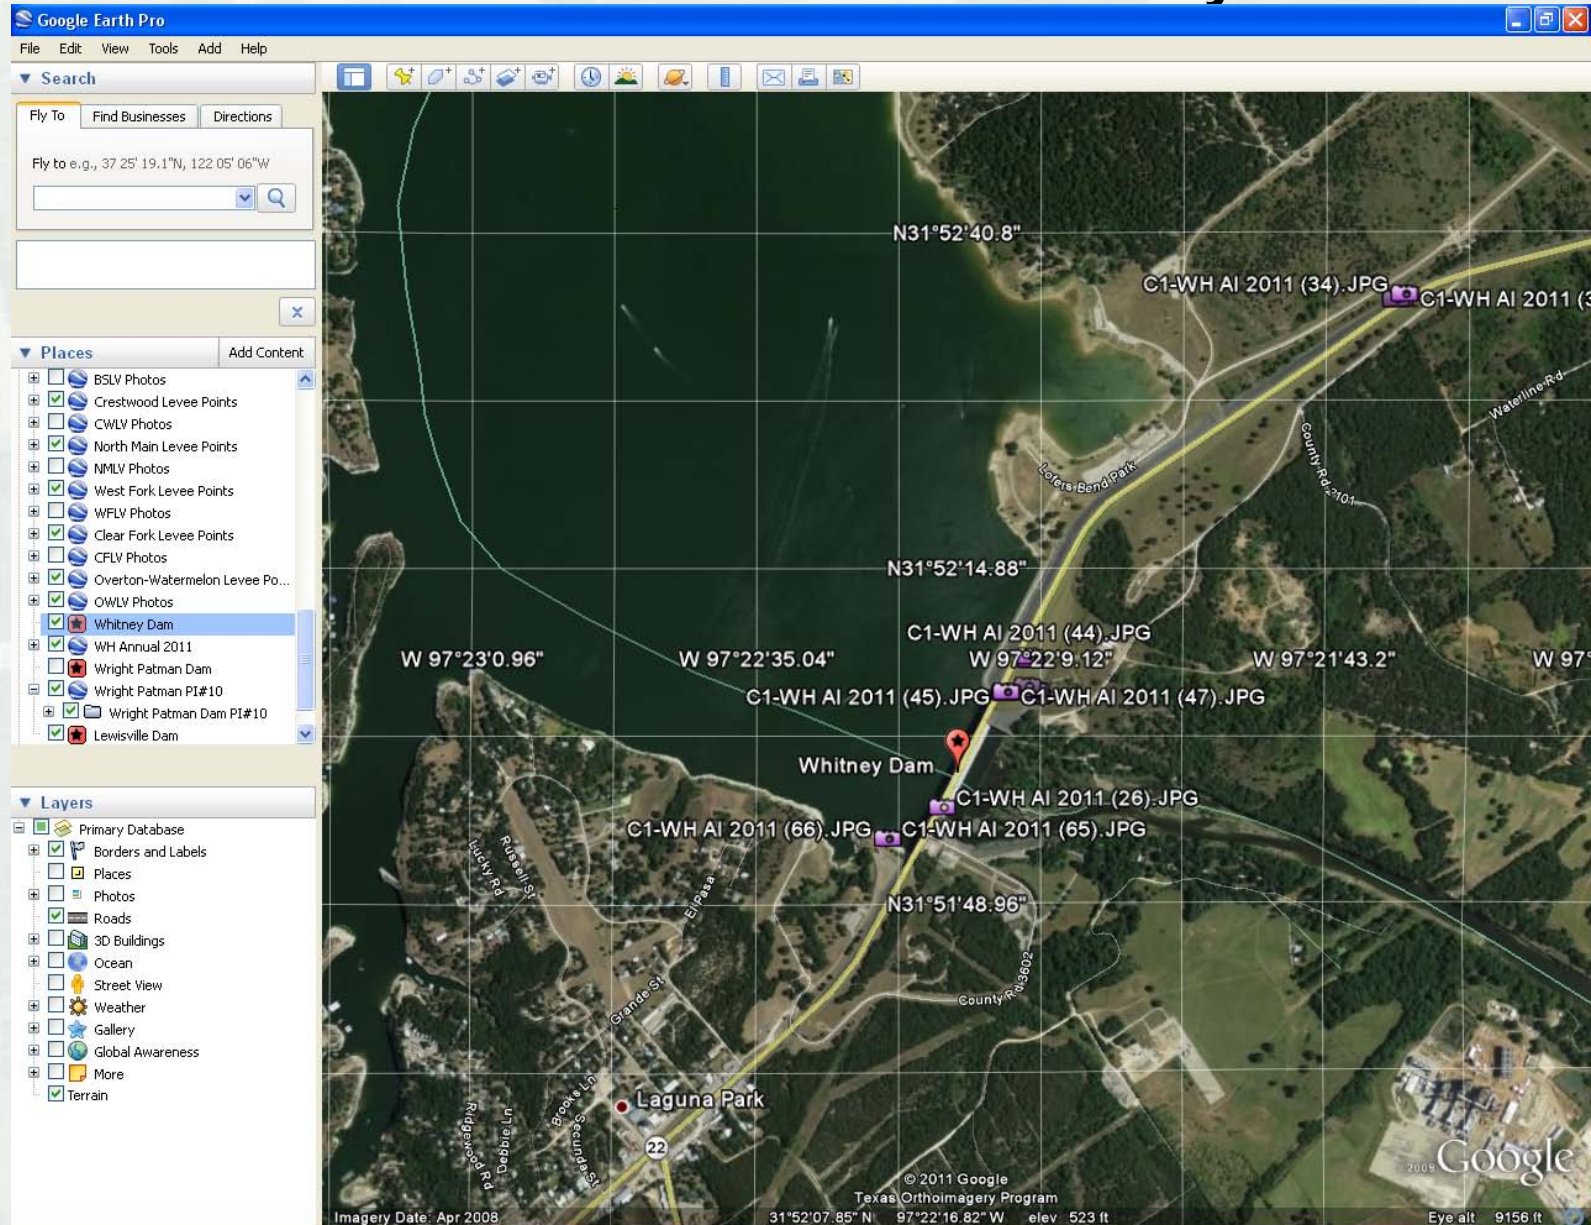 Google Earth Pro
File Edit View Tools Add Help
Search
Fly To Find Businesses Directions
Fly to e.g., 37 25' 19.1"N, 122 05' 06"W
Places Add Content
BSLV Photos
Crestwood Levee Points
CWLV Photos
North Main Levee Points
NMLV Photos
West Fork Levee Points
WFLV Photos
Clear Fork Levee Points
CFLV Photos
Overton-Watermelon Levee Po...
OWLV Photos
Whitney Dam
WH Annual 2011
Wright Patman Dam
Wright Patman PI#10
Wright Patman Dam PI#10
Lewisville Dam
Layers
Primary Database
Borders and Labels
Places
Photos
Roads
3D Buildings
Ocean
Street View
Weather
Gallery
Global Awareness
More
Terrain
N31°52'40.8"
C1-WH AI 2011 (34).JPG
C1-WH AI 2011 (3
Waterline Rd
County Rd 2101
Lofers Bend Park
N31°52'14.88"
C1-WH AI 2011 (44).JPG
W 97°23'0.96" W 97°22'35.04" W 97°22'9.12" W 97°21'43.2" W 97°
C1-WH AI 2011 (45).JPG C1-WH AI 2011 (47).JPG
Whitney Dam
C1-WH AI 2011 (26).JPG
C1-WH AI 2011 (66).JPG C1-WH AI 2011 (65).JPG
Lucky Rd
Russell St
El Pasa
N31°51'48.96"
County Rd 3602
Grande St
Brooks Ln
Laguna Park
Ridgewood Rd
Debbie Ln
Secunda St
22
2009 Google
© 2011 Google
Texas Orthoimagery Program
Imagery Date: Apr 2008 31°52'07.85" N 97°22'16.82" W elev 523 ft Eye alt 9156 ft